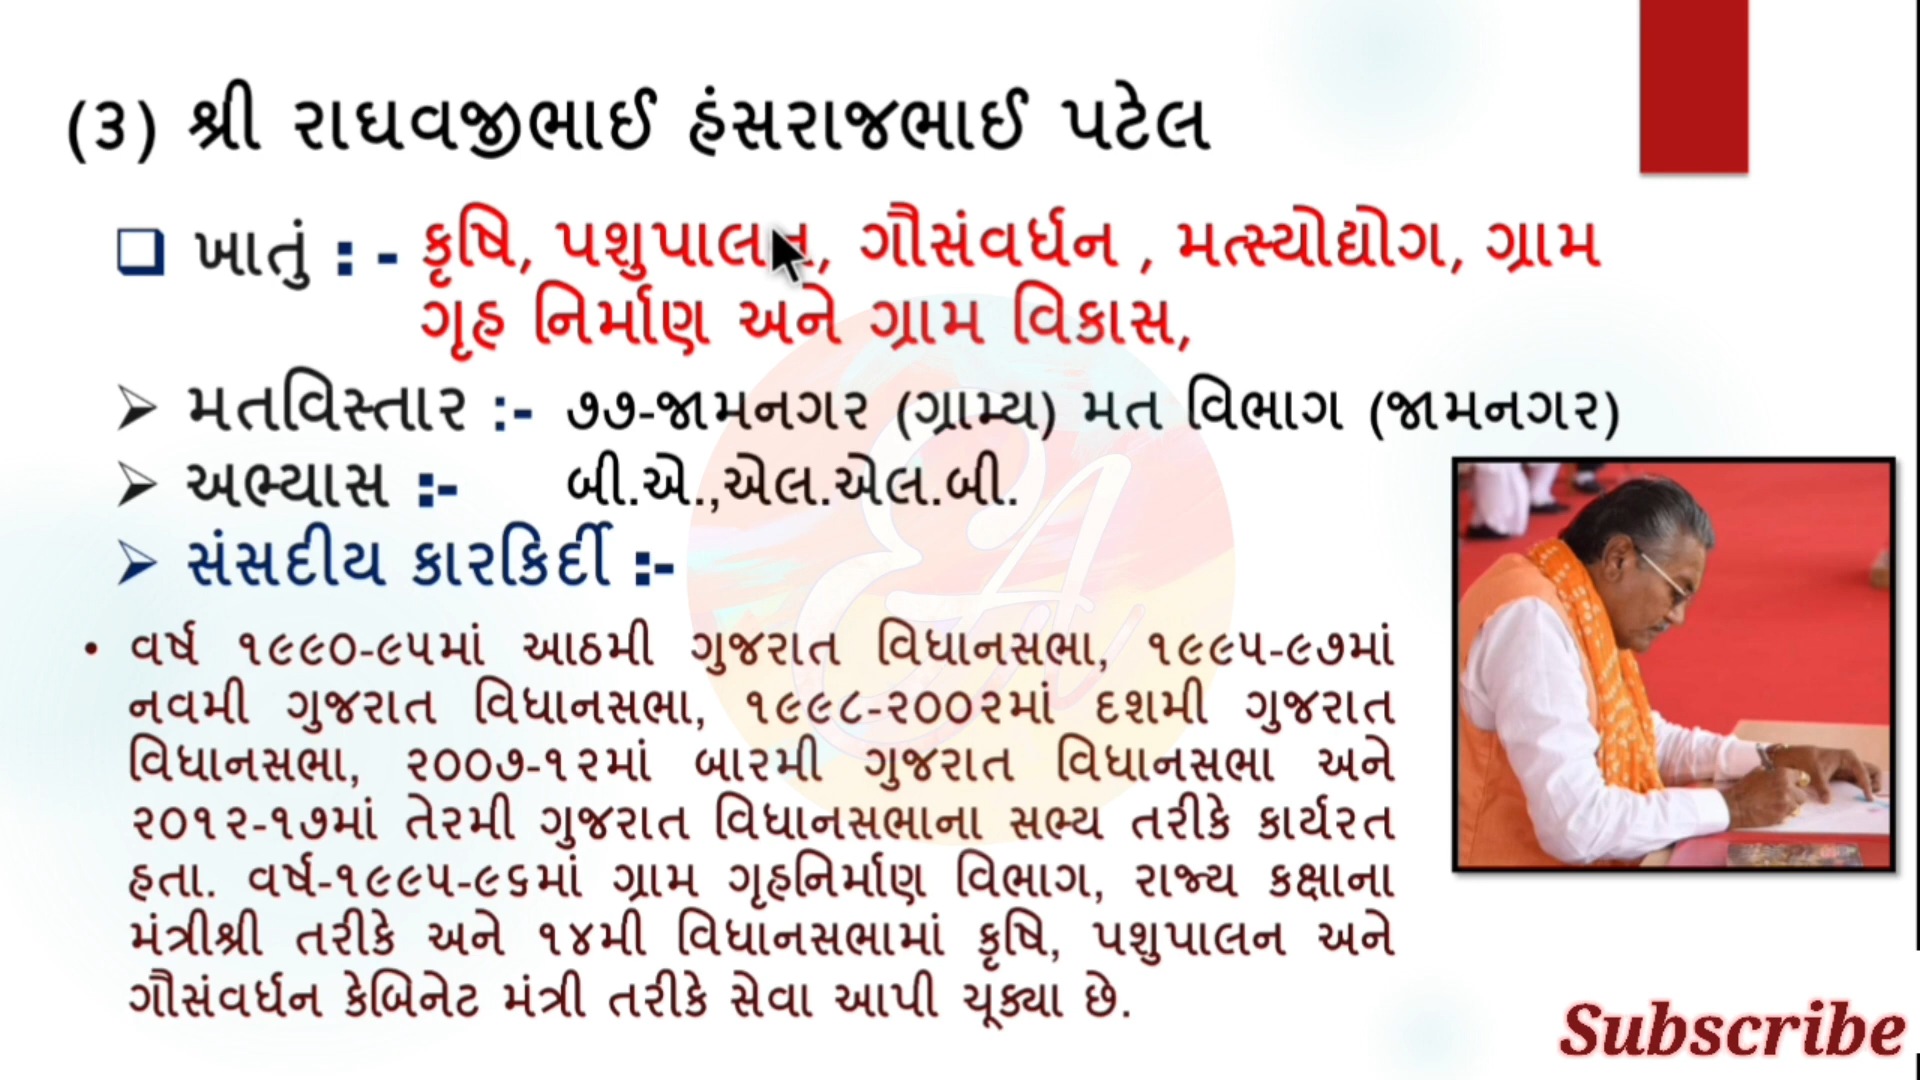 (૩) શ્રી રાઘવજીભાઈ હંસરાજભાઈ પટેલ
ખાતું : - કૃષિ, પશુપાલન, ગૌસંવર્ધન , મત્સ્યોદ્યોગ, ગ્રામ
ગૃહ નિર્માણ અને ગ્રામ વિકાસ,
મતવિસ્તાર :- ૭૭-જામનગર (ગ્રામ્ય) મત વિભાગ (જામનગર)
અભ્યાસ :- બી.એ.,એલ.એલ.બી.
સંસદીય કારકિર્દી :-
• વર્ષ ૧૯૯૦-૯૫માં આઠમી ગુજરાત વિધાનસભા, ૧૯૯૫-૯૭માં
નવમી ગુજરાત વિધાનસભા, ૧૯૯૮-૨૦૦૨માં દશમી ગુજરાત
વિધાનસભા, ૨૦૦૭-૧૨માં બારમી ગુજરાત વિધાનસભા અને
૨૦૧૨-૧૭માં તેરમી ગુજરાત વિધાનસભાના સભ્ય તરીકે કાર્યરત
હતા. વર્ષ-૧૯૯૫-૯૬માં ગ્રામ ગૃહનિર્માણ વિભાગ, રાજ્ય કક્ષાના
મંત્રીશ્રી તરીકે અને ૧૪મી વિધાનસભામાં કૃષિ, પશુપાલન અને
ગૌસંવર્ધન કેબિનેટ મંત્રી તરીકે સેવા આપી ચૂક્યા છે.
Subscribe